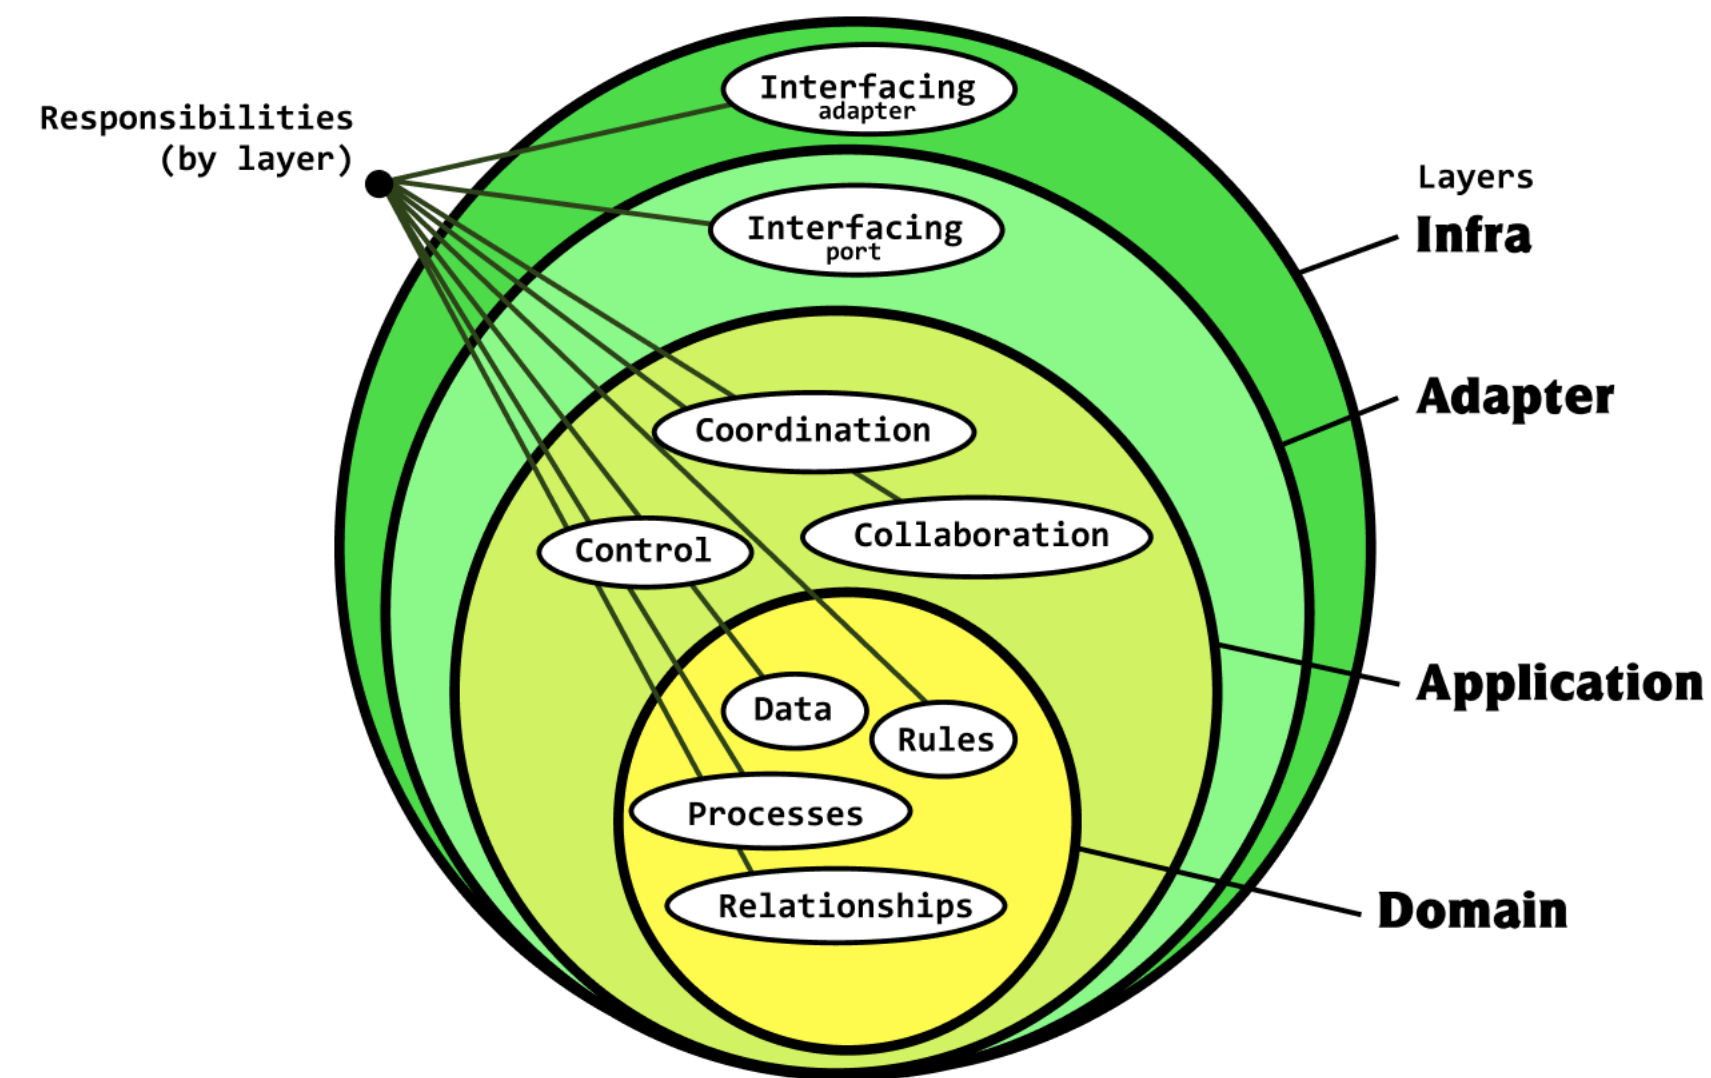 Responsibilities
(by layer)
Interfacing
adapter
Interfacing
port
Coordination
Collaboration
Control
Data
Rules
Processes
Relationships
Layers
Infra
Adapter
Application
Domain